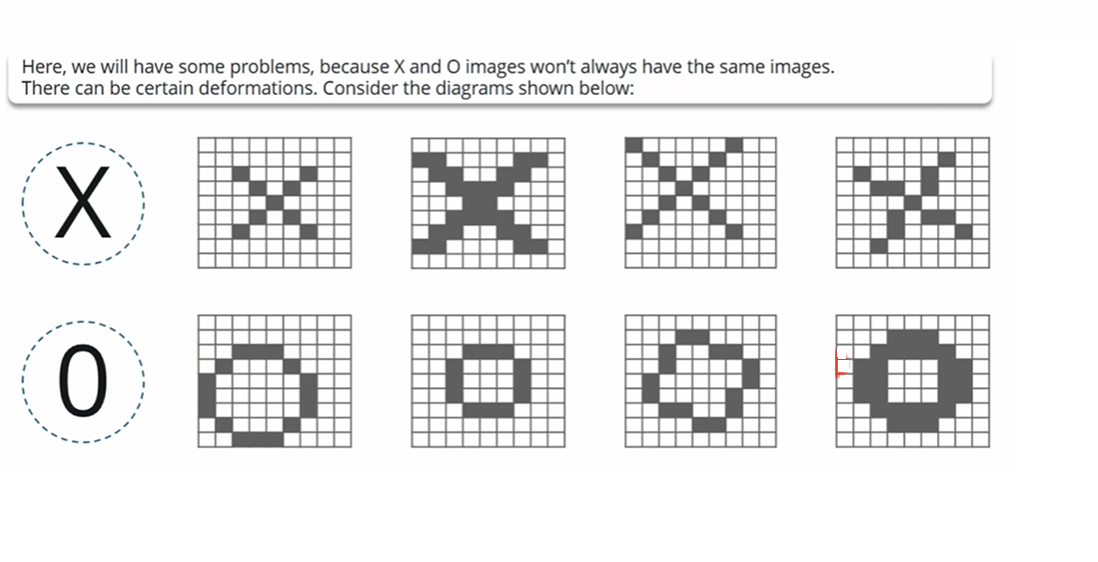 Here, we will have some problems, because X and O images won't always have the same images.
There can be certain deformations. Consider the diagrams shown below:
X
O